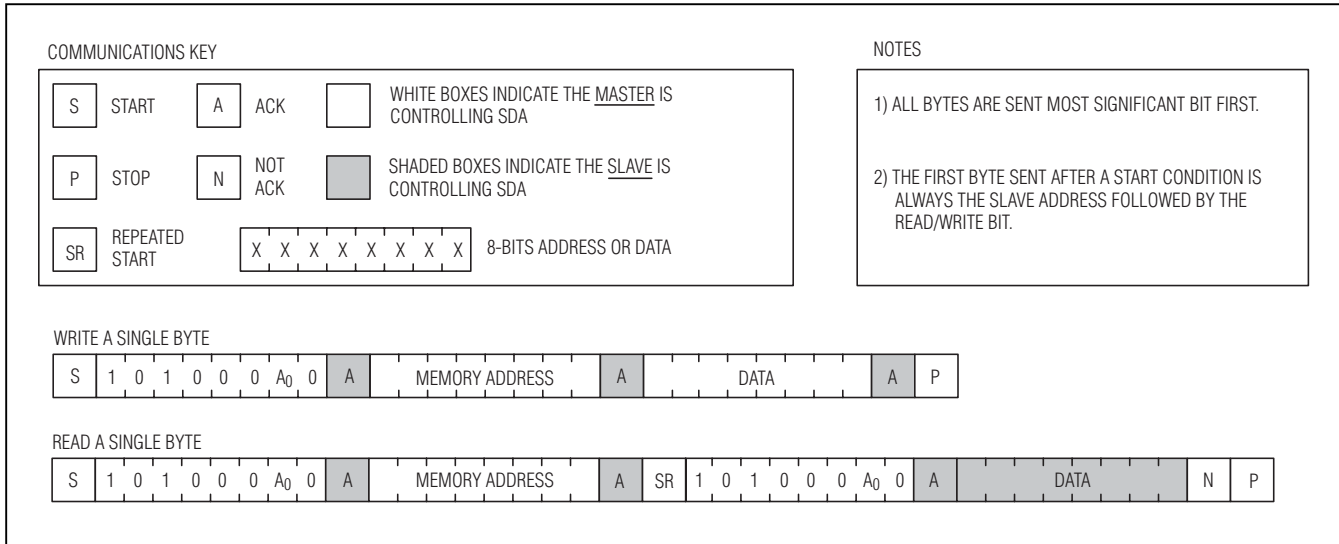 COMMUNICATIONS KEY
S START A ACK WHITE BOXES INDICATE THE MASTER IS
CONTROLLING SDA
P STOP N NOT
ACK SHADED BOXES INDICATE THE SLAVE IS
CONTROLLING SDA
SR REPEATED
START X X X X X X X X 8-BITS ADDRESS OR DATA
NOTES
1) ALL BYTES ARE SENT MOST SIGNIFICANT BIT FIRST.
2) THE FIRST BYTE SENT AFTER A START CONDITION IS
ALWAYS THE SLAVE ADDRESS FOLLOWED BY THE
READ/WRITE BIT.
WRITE A SINGLE BYTE
S 1 0 1 0 0 0 A0 0 A MEMORY ADDRESS A DATA A P
READ A SINGLE BYTE
S 1 0 1 0 0 0 A0 0 A MEMORY ADDRESS A SR 1 0 1 0 0 0 A0 0 A DATA N P